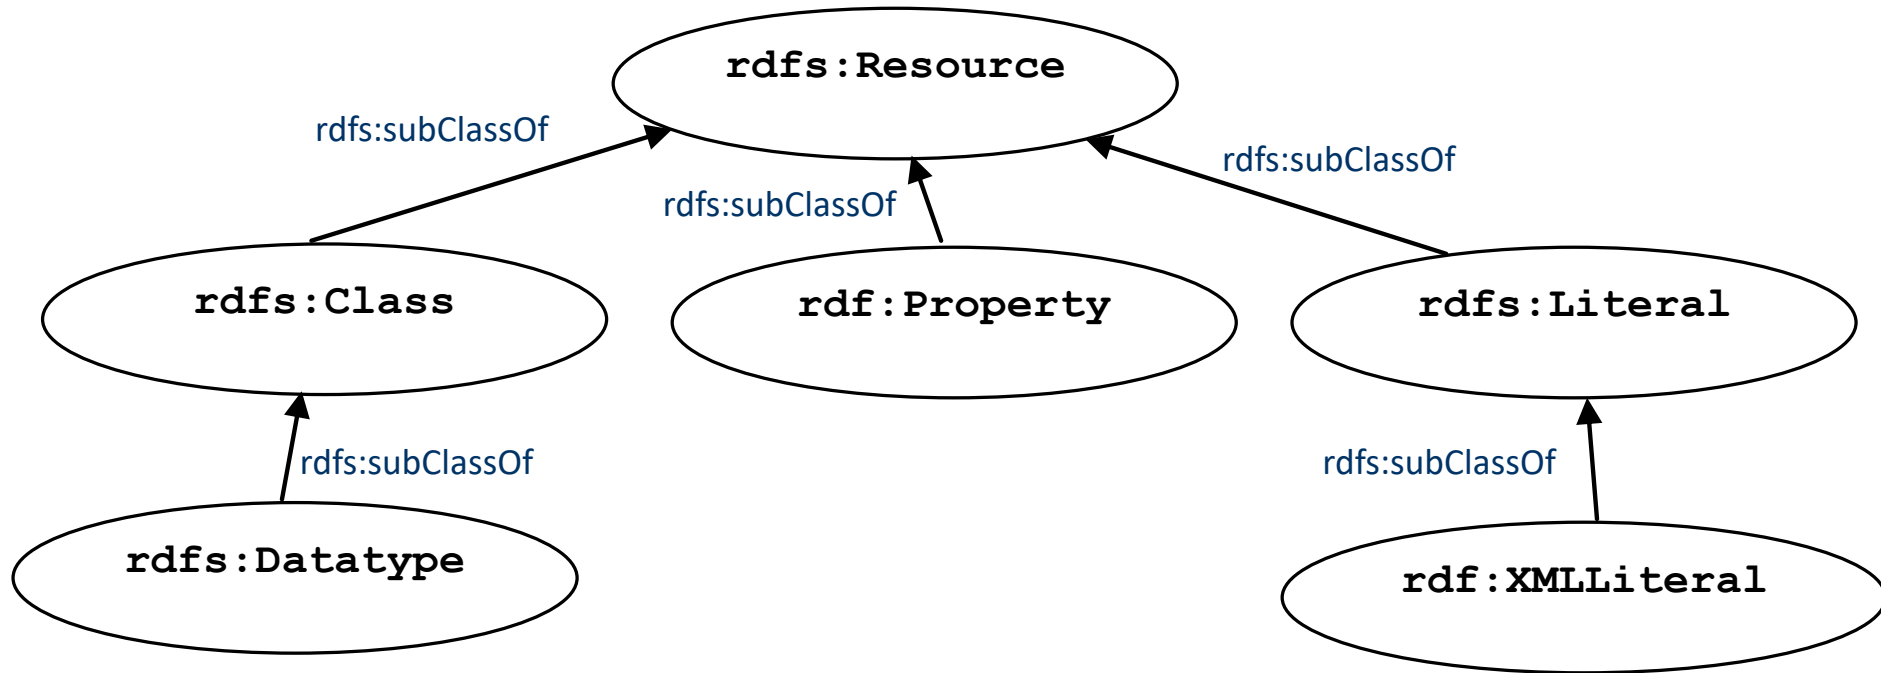 rdfs:Resource
rdfs:subClassOf
rdfs:subClassOf
rdfs:subClassOf
rdfs:Class
rdf:Property
rdfs:Literal
rdfs:subClassOf
rdfs:subClassOf
rdfs:Datatype
rdf:XMLLiteral